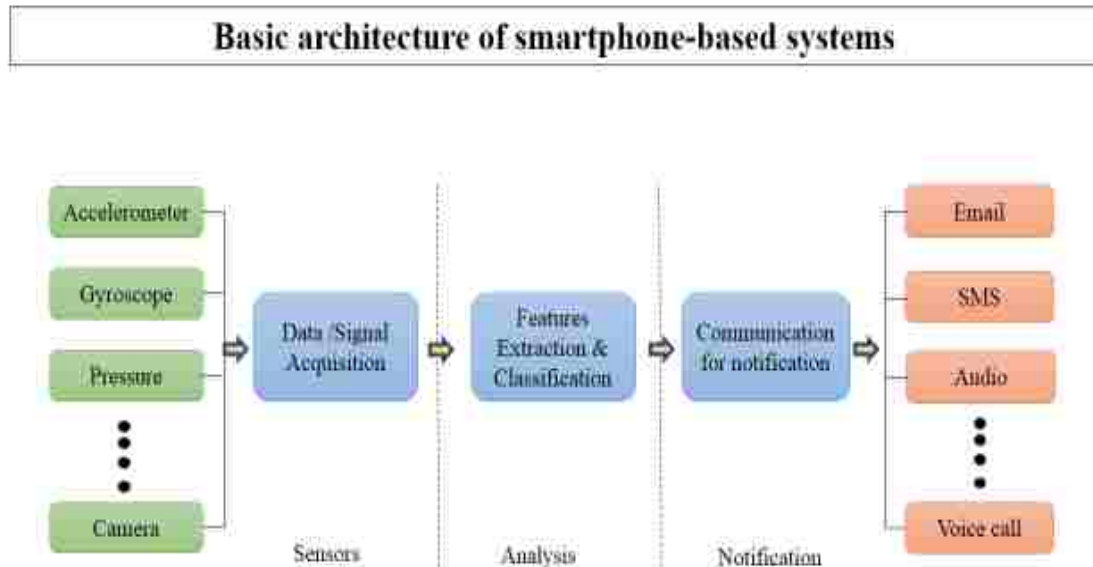 Basic architecture of smartphone-based systems
Accelerometer
Gyroscope
Pressure
Camera
Data /Signal
Acquisition
Sensors
Features
Extraction &
Classification
Analysis
Communication
for notification
Notification
Email
SMS
Audio
Voice call